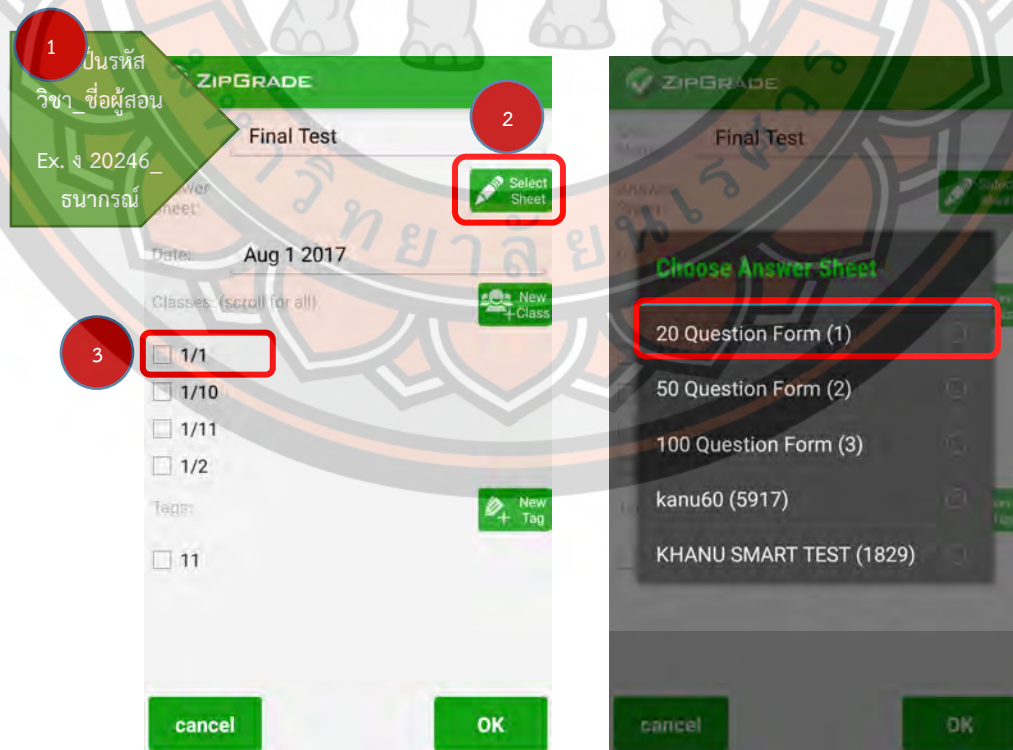 1
ป็นรหัส
วิชา_ชื่อผู้สอน
Ex. ง 20246_
ธนากรณ์
ZIPGRADE
Final Test
2
Select
Sheet
Sheet:
Date:
Aug 1 2017
Classes: (scroll for all)
New
+Class
3
1/1
1/10
1/11
1/2
Tags:
New
Tag
11
cancel
OK
ZIPGRADE
Final Test
Choose Answer Sheet
20 Question Form (1)
50 Question Form (2)
100 Question Form (3)
kanu60 (5917)
KHANU SMART TEST (1829)
cancel
OK